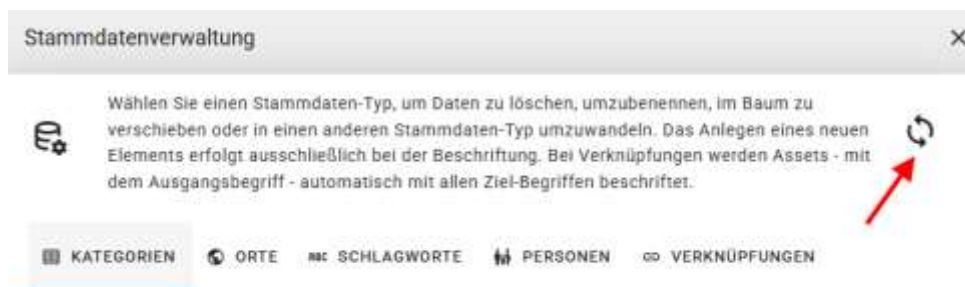 Stammdatenverwaltung
Wählen Sie einen Stammdaten-Typ, um Daten zu löschen, umzubenennen, im Baum zu
verschieben oder in einen anderen Stammdaten-Typ umzuwandeln. Das Anlegen eines neuen
Elements erfolgt ausschließlich bei der Beschriftung. Bei Verknüpfungen werden Assets - mit
dem Ausgangsbegriff - automatisch mit allen Ziel-Begriffen beschriftet.
KATEGORIEN ORTE ABC SCHLAGWORTE PERSONEN VERKNÜPFUNGEN